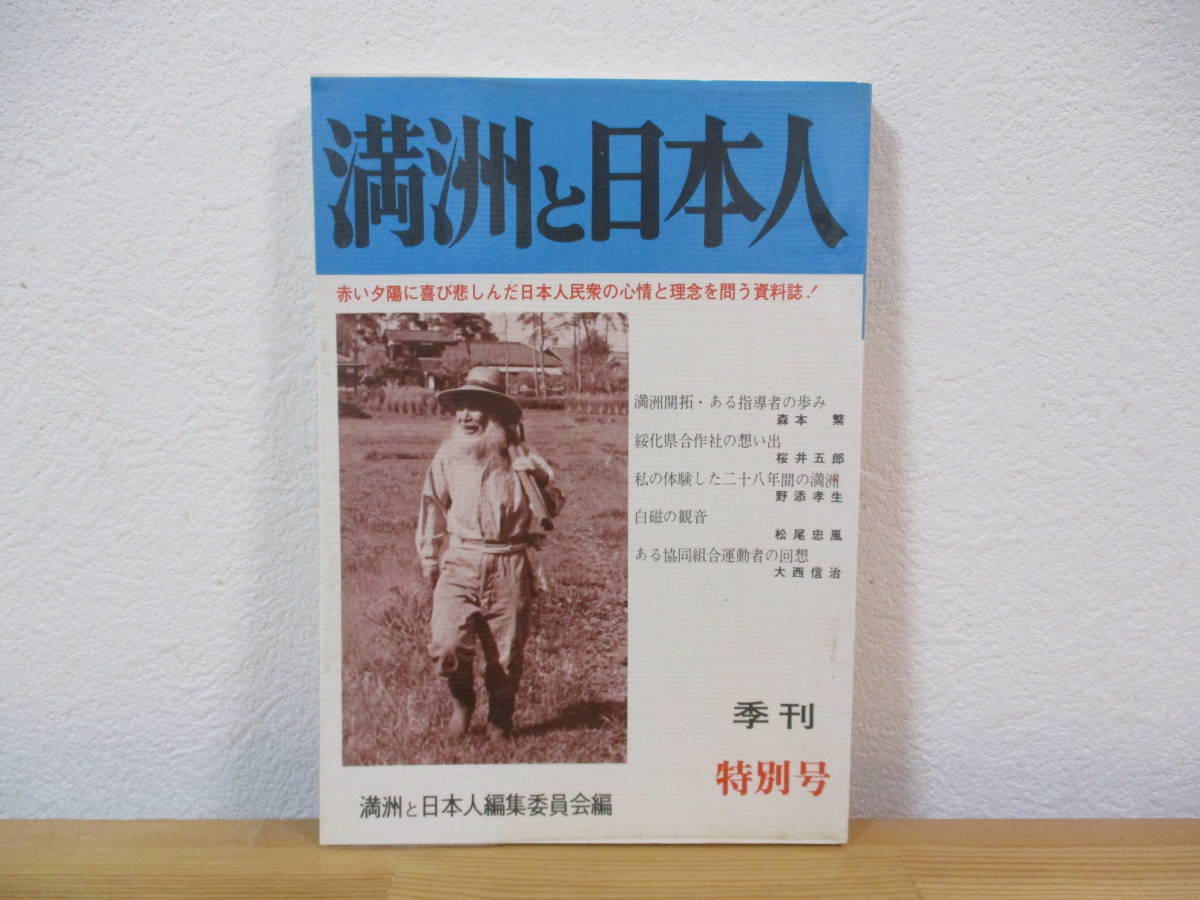 満洲と日本人
赤い夕陽に喜び悲しんだ日本人民衆の心情と理念を問う資料誌！
満洲開拓・ある指導者の歩み
森本 繁
綏化県合作社の想い出
桜井五郎
私の体験した二十八年間の満洲
野添孝生
白磁の観音
松尾忠風
ある協同組合運動者の回想
大西信治
季刊
特別号
満洲と日本人編集委員会編